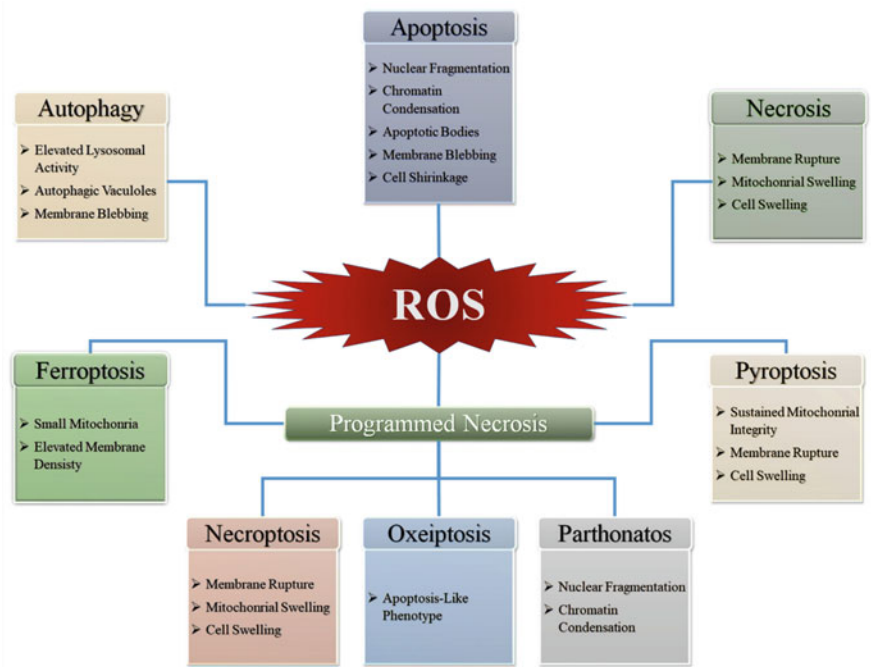 Apoptosis
➢ Nuclear Fragmentation
➢ Chromatin
Condensation
➢ Apoptotic Bodies
➢ Membrane Blebbing
➢ Cell Shirinkage
Autophagy
➢ Elevated Lysosomal
Activity
➢ Autophagic Vaculoles
➢ Membrane Blebbing
Necrosis
➢ Membrane Rupture
➢ Mitochonrial Swelling
➢ Cell Swelling
ROS
Ferroptosis
➢ Small Mitochonria
➢ Elevated Membrane
Densisty
Programmed Necrosis
Pyroptosis
➢ Sustained Mitochonrial
Integrity
➢ Membrane Rupture
➢ Cell Swelling
Necroptosis
➢ Membrane Rupture
➢ Mitochonrial Swelling
➢ Cell Swelling
Oxeiptosis
➢ Apoptosis-Like
Phenotype
Parthonatos
➢ Nuclear Fragmentation
➢ Chromatin
Condensation